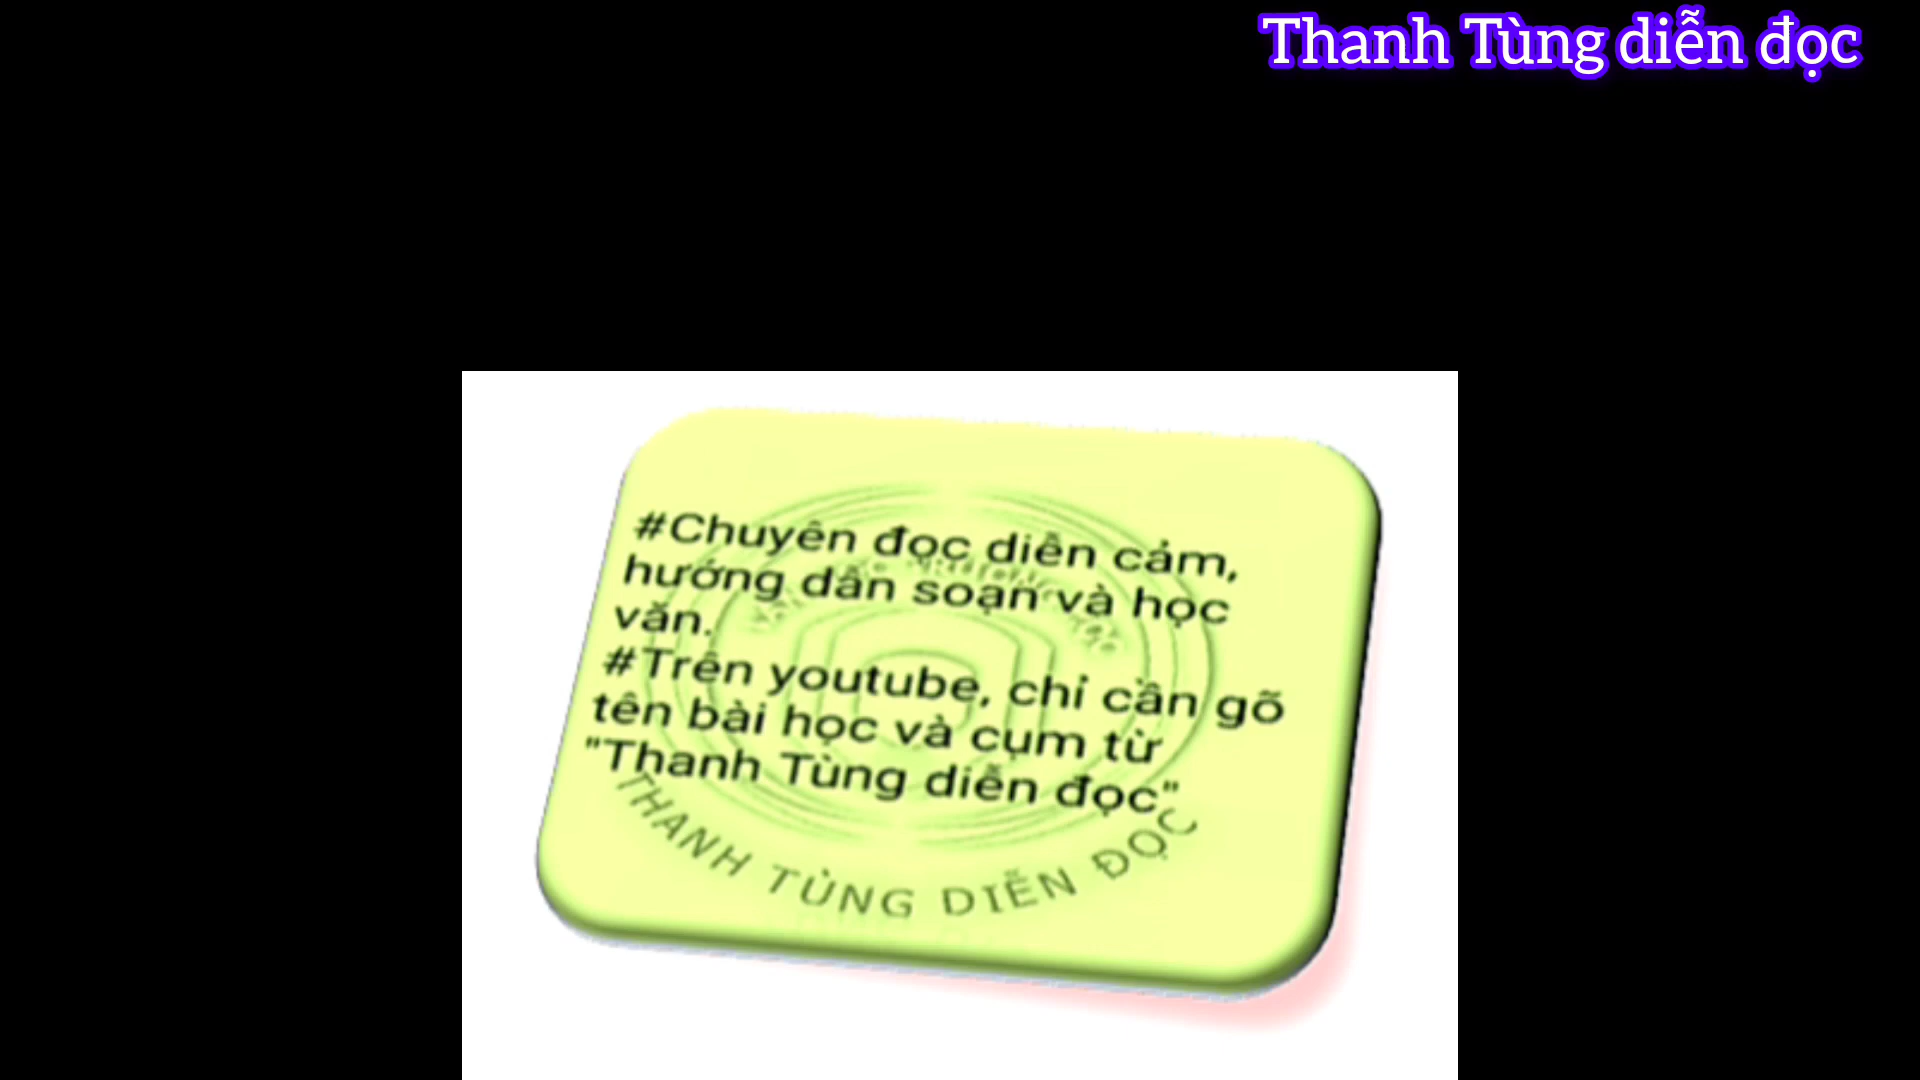 Thanh Tùng diễn đọc
#Chuyên đọc diễn cảm,
hướng dẫn soạn và học
văn.
#Trên youtube, chỉ cần gõ
tên bài học và cụm từ
"Thanh Tùng diễn đọc"
THANH TÙNG DIỄN ĐỌC